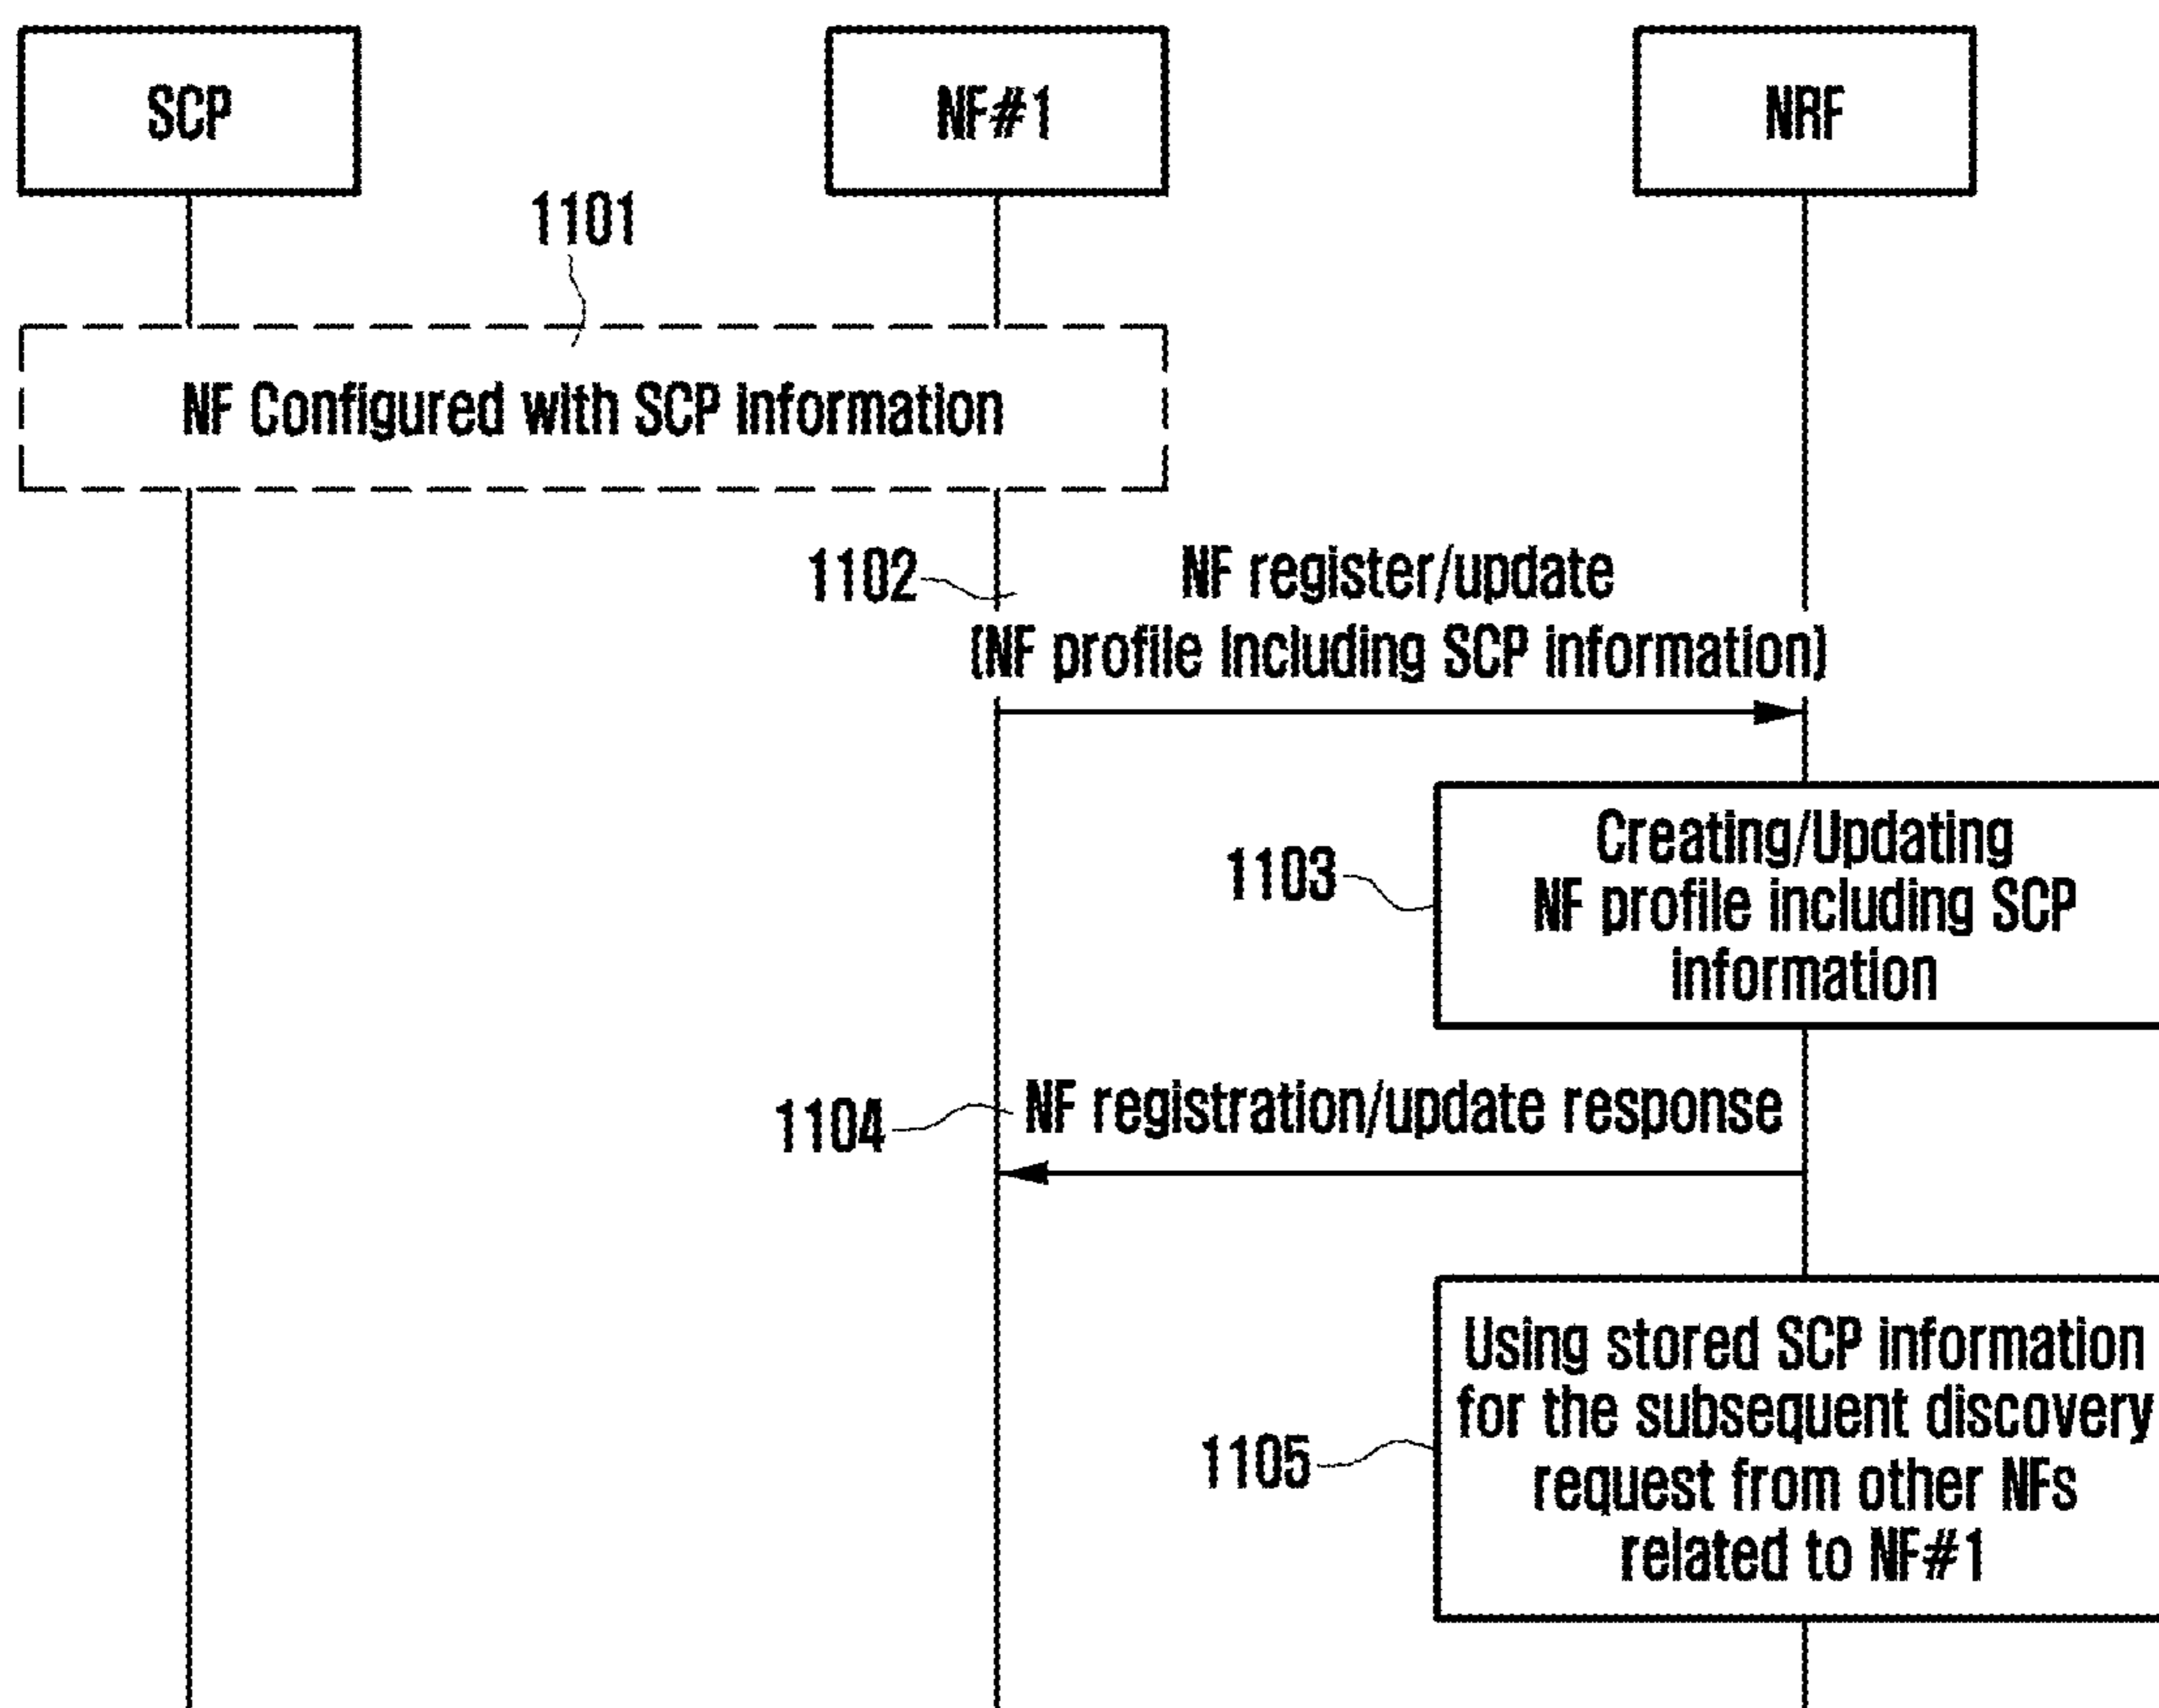 SCP
NF#1
NRF
1101
NF Configured with SCP information
1102
NF register/update
(NF profile including SCP information)
1103
Creating/Updating
NF profile including SCP
information
1104
NF registration/update response
1105
Using stored SCP information
for the subsequent discovery
request from other NFs
related to NF#1